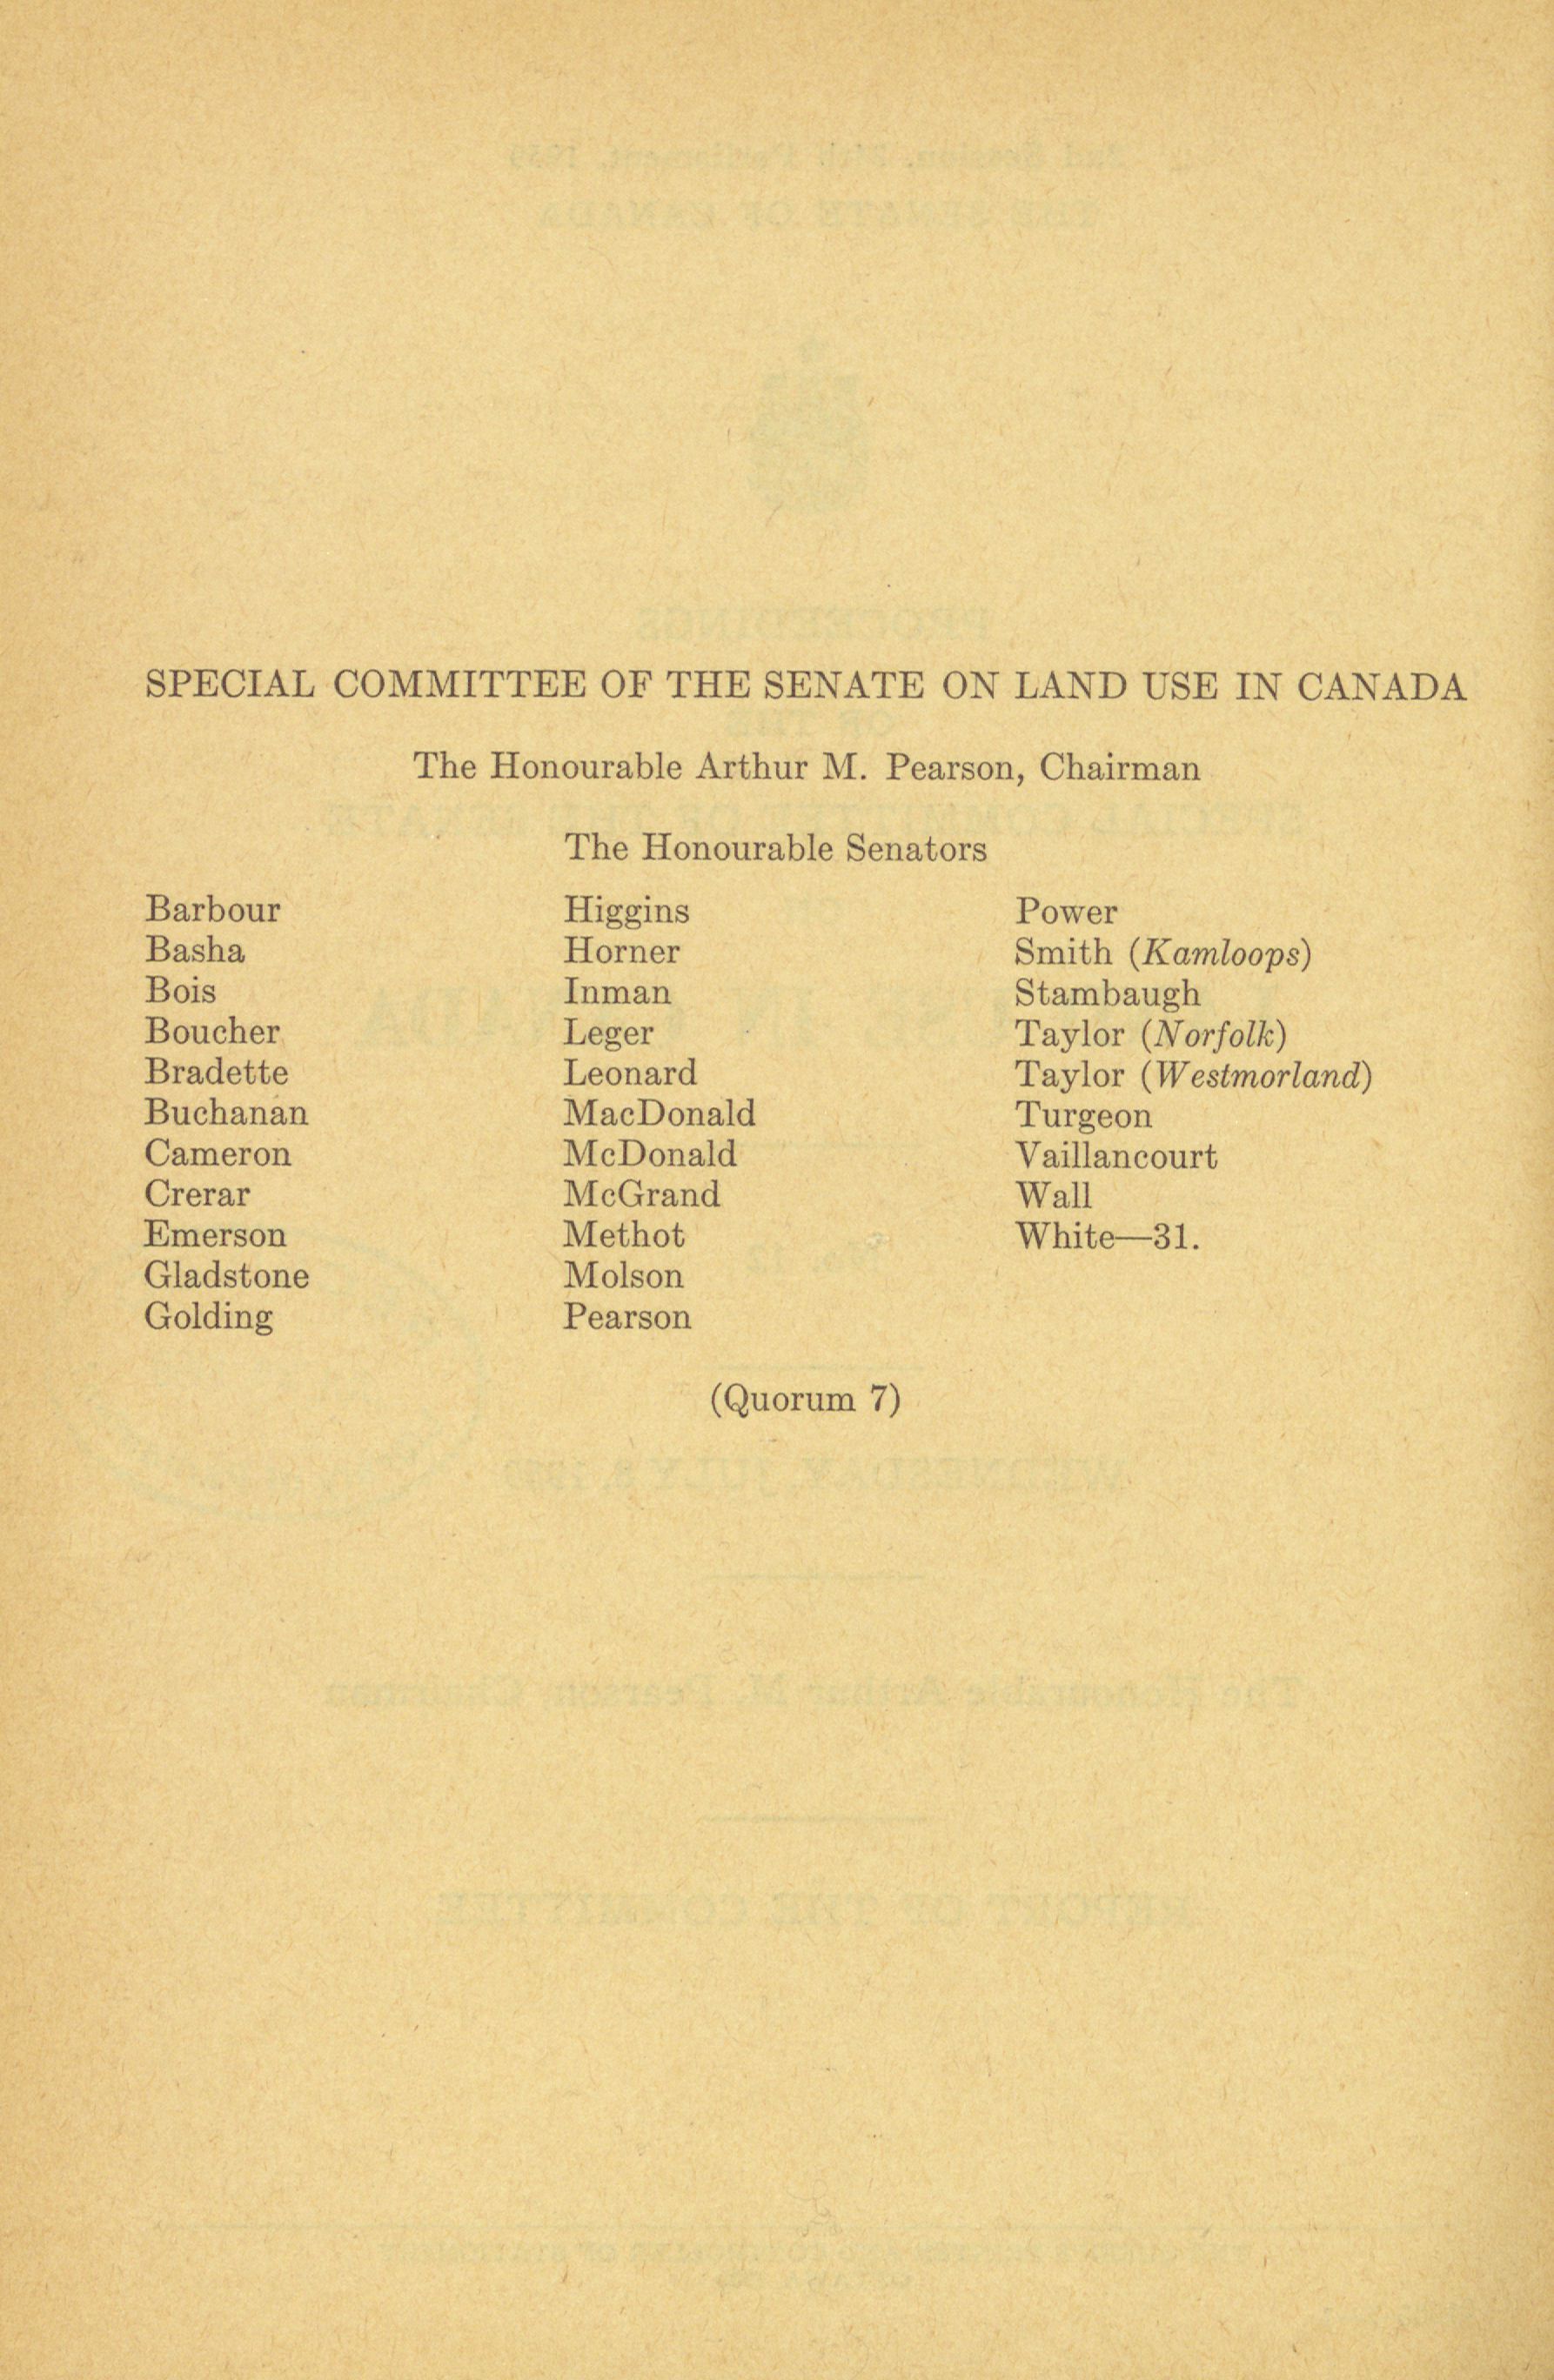 SPECIAL COMMITTEE OF THE SENATE ON LAND USE IN CANADA
The Honourable Arthur M. Pearson, Chairman
The Honourable Senators
Barbour
Basha
Bois
Boucher
Bradette
Buchanan
Cameron
Crerar
Emerson
Gladstone
Golding
Higgins
Horner
Inman
Leger
Leonard
MacDonald
McDonald
McGrand
Methot
Molson
Pearson
Power
Smith (Kamloops)
Stambaugh
Taylor (Norfolk)
Taylor (Westmorland)
Turgeon
Vaillancourt
Wall
White—31.
(Quorum 7)